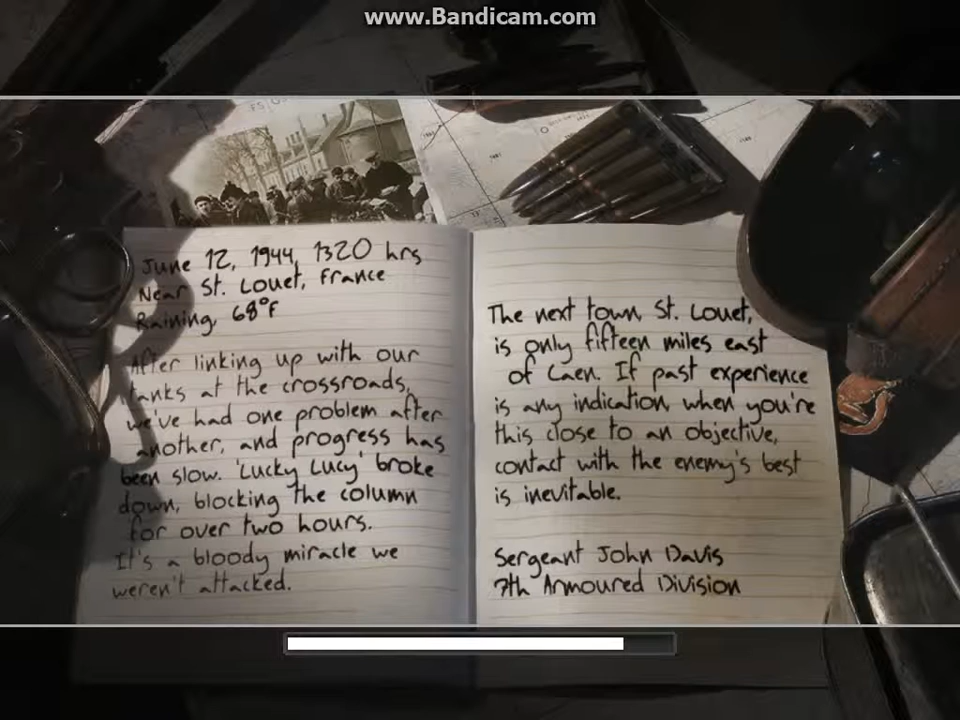 www.Bandicam.com
June 12, 1944, 1320 hrs
Near St. Louet, France
Raining, 68°F
After linking up with our
tanks at the crossroads,
we've had one problem after
another, and progress has
been slow. 'Lucky Lucy' broke
down, blocking the column
for over two hours.
It's a bloody miracle we
weren't attacked.
The next town, St. Louet,
is only fifteen miles east
of Caen. If past experience
is any indication, when you're
this close to an objective,
contact with the enemy's best
is inevitable.
Sergeant John Davis
7th Armoured Division